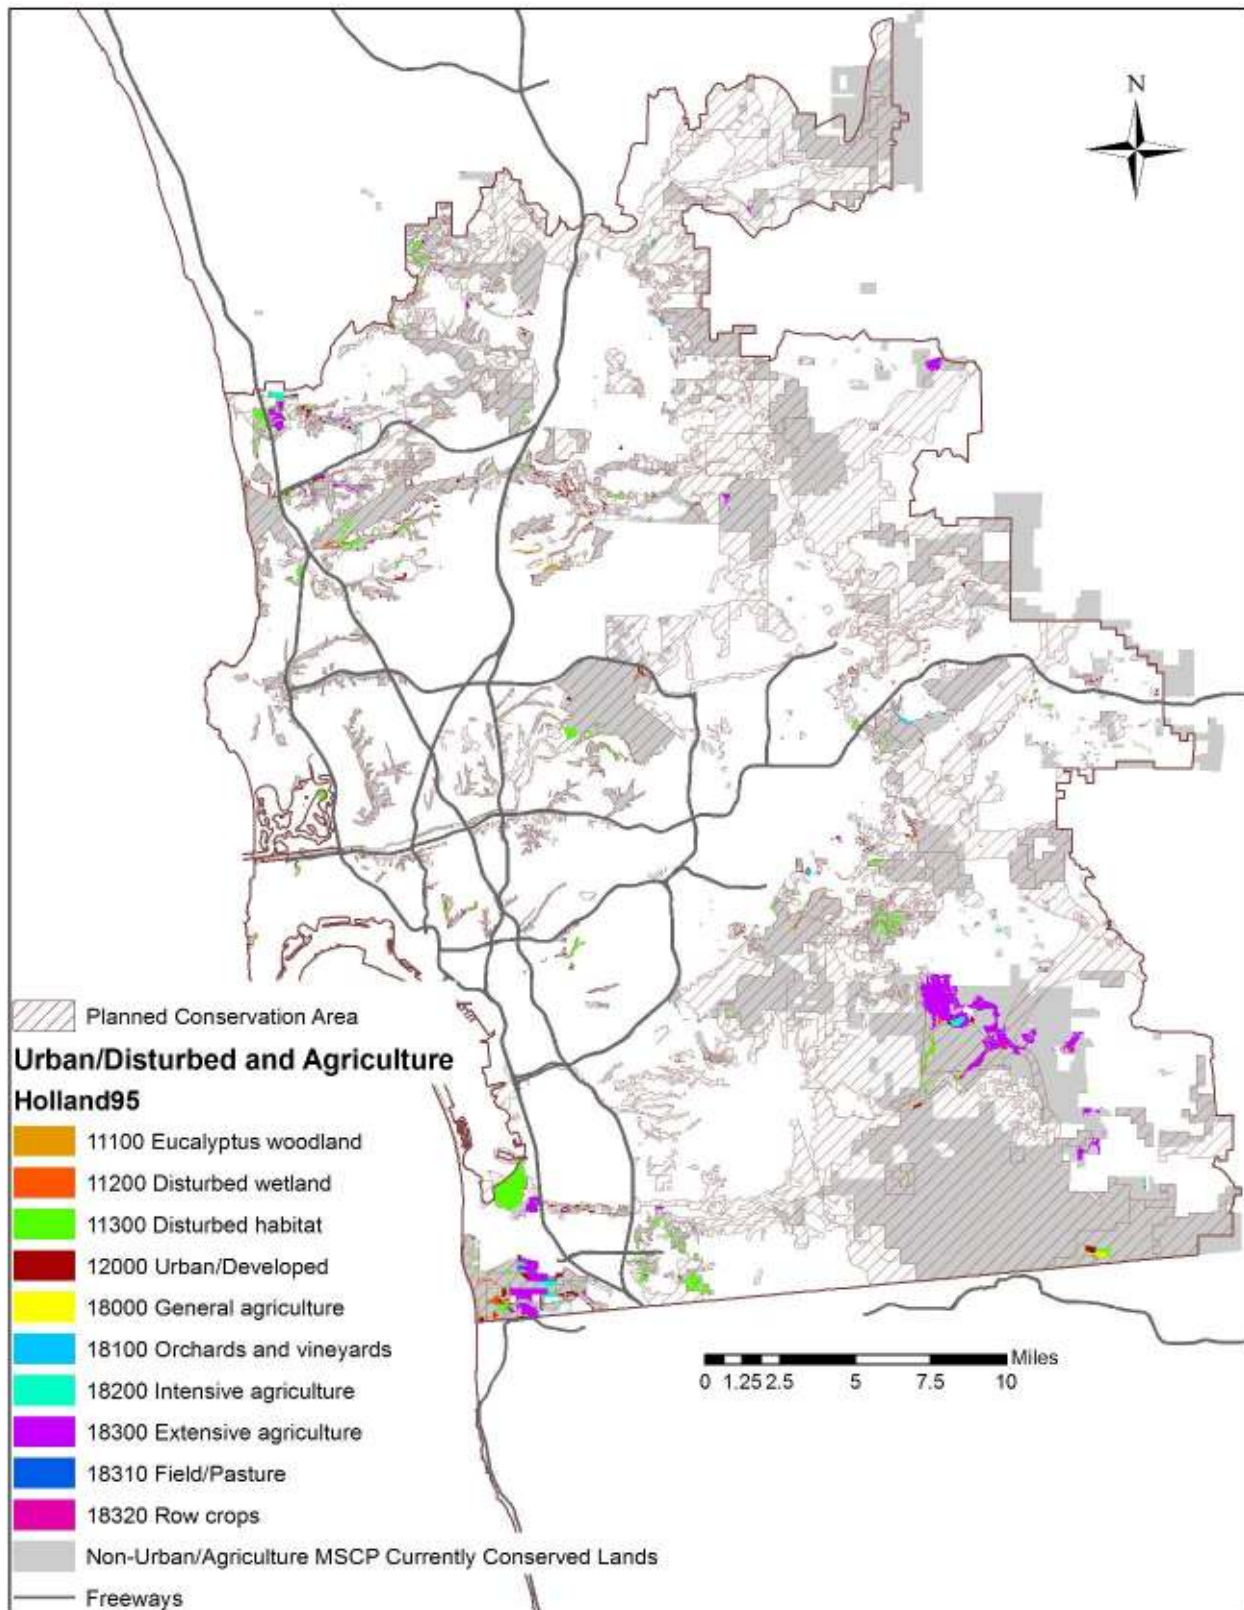 N
Planned Conservation Area
Urban/Disturbed and Agriculture
Holland95
11100 Eucalyptus woodland
11200 Disturbed wetland
11300 Disturbed habitat
12000 Urban/Developed
18000 General agriculture
18100 Orchards and vineyards
18200 Intensive agriculture
18300 Extensive agriculture
18310 Field/Pasture
18320 Row crops
Non-Urban/Agriculture MSCP Currently Conserved Lands
Freeways
Miles
0 1.25 2.5 5 7.5 10